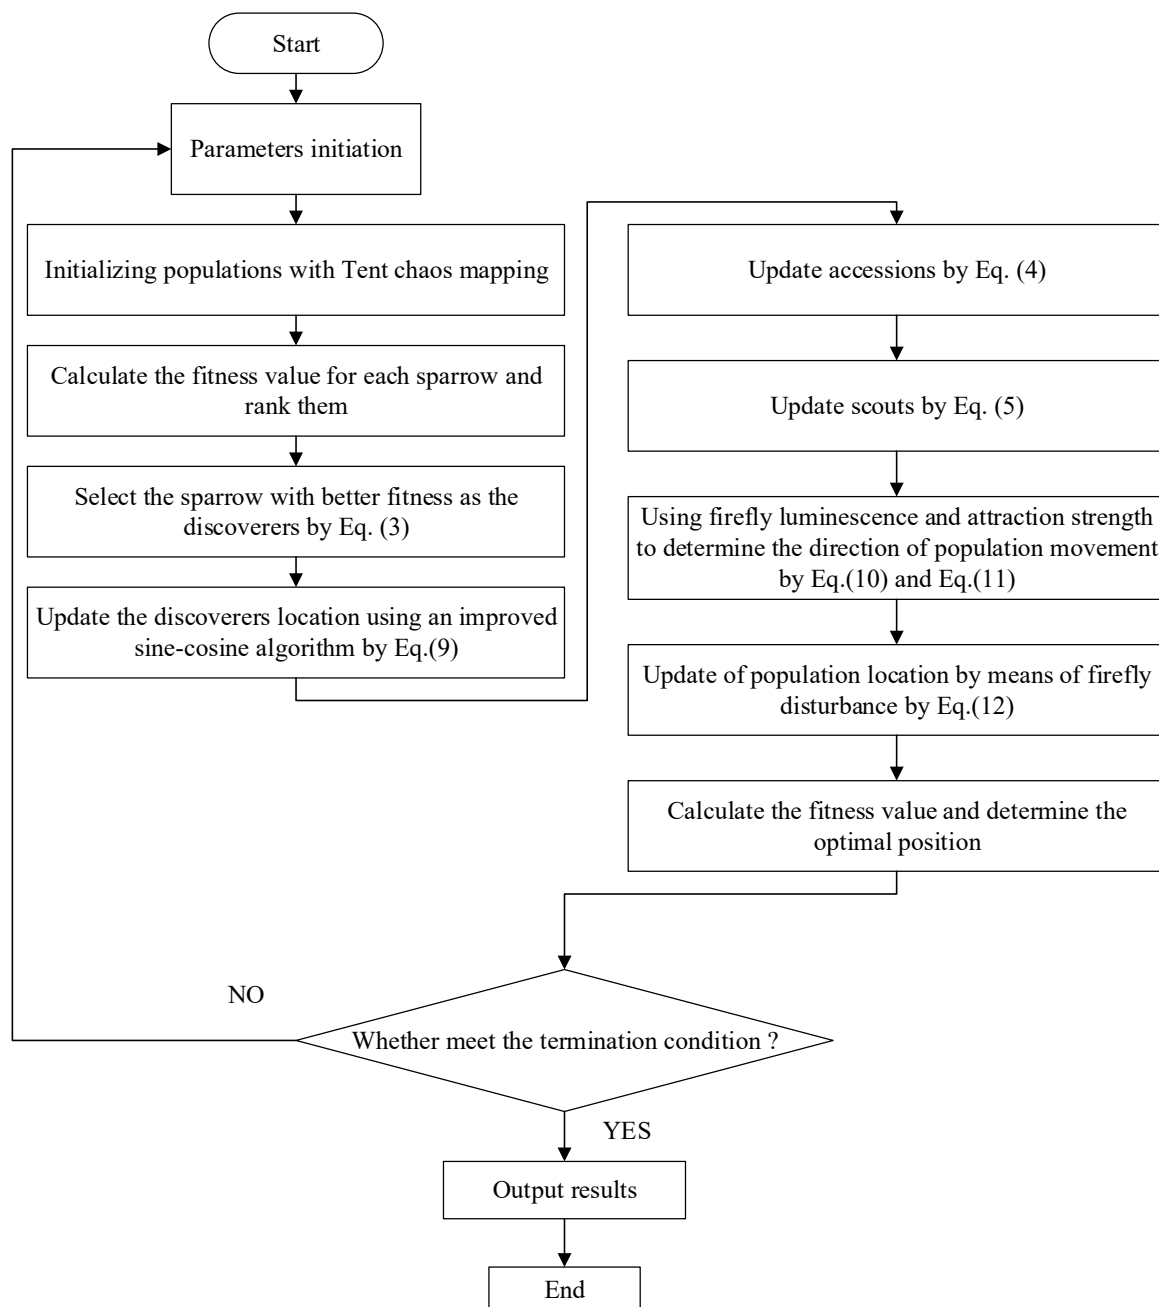 Start
Parameters initiation
Initializing populations with Tent chaos mapping
Calculate the fitness value for each sparrow and
rank them
Select the sparrow with better fitness as the
discoverers by Eq. (3)
Update the discoverers location using an improved
sine-cosine algorithm by Eq.(9)
Update accessions by Eq. (4)
Update scouts by Eq. (5)
Using firefly luminescence and attraction strength
to determine the direction of population movement
by Eq.(10) and Eq.(11)
Update of population location by means of firefly
disturbance by Eq.(12)
Calculate the fitness value and determine the
optimal position
NO
Whether meet the termination condition ?
YES
Output results
End